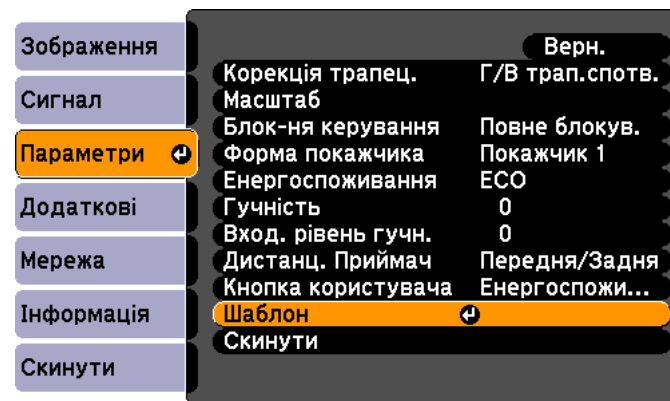 Зображення
Сигнал
Параметри
Додаткові
Мережа
Інформація
Скинути
Верн.
Корекція трапец. Г/В трап.спотв.
Масштаб
Блок-ня керування Повне блокув.
Форма покажчика Покажчик 1
Енергоспоживання ECO
Гучність 0
Вход. рівень гучн. 0
Дистанц. Приймач Передня/Задня
Кнопка користувача Енергоспожи...
Шаблон
Скинути